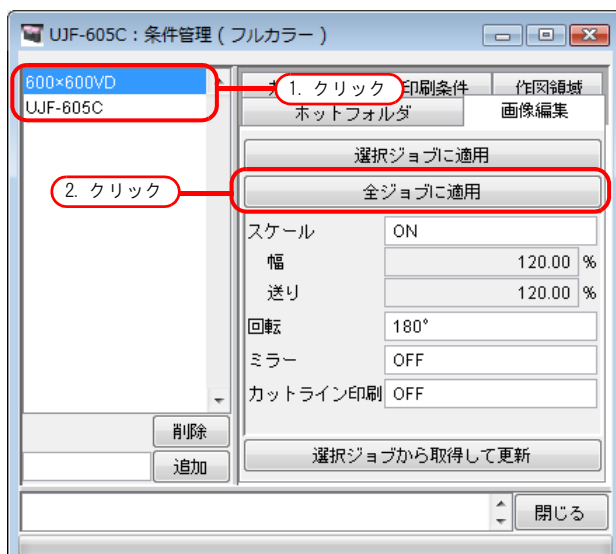 UJF-605C：条件管理 ( フルカラー )
600×600VD
UJF-605C
1. クリック
印刷条件
作図領域
ホットフォルダ
画像編集
選択ジョブに適用
2. クリック
全ジョブに適用
スケール ON
幅 120.00 %
送り 120.00 %
回転 180°
ミラー OFF
カットライン印刷 OFF
削除
追加
選択ジョブから取得して更新
閉じる